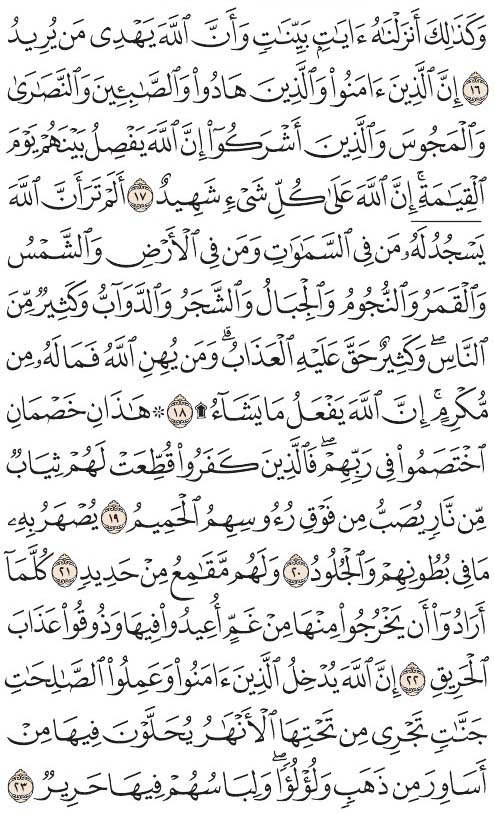 وَكَذَٰلِكَ أَنزَلْنَٰهُ ءَايَٰتِۭ بَيِّنَٰتٖ وَأَنَّ ٱللَّهَ يَهْدِي مَن يُرِيدُ
١٦ إِنَّ ٱلَّذِينَ ءَامَنُواْ وَٱلَّذِينَ هَادُواْ وَٱلصَّٰبِـِٔينَ وَٱلنَّصَٰرَىٰ
وَٱلْمَجُوسَ وَٱلَّذِينَ أَشْرَكُوٓاْ إِنَّ ٱللَّهَ يَفْصِلُ بَيْنَهُمْ يَوْمَ
ٱلْقِيَٰمَةِۚ إِنَّ ٱللَّهَ عَلَىٰ كُلِّ شَيْءٖ شَهِيدٌ ١٧ أَلَمْ تَرَ أَنَّ ٱللَّهَ
يَسْجُدُ لَهُۥ مَن فِي ٱلسَّمَٰوَٰتِ وَمَن فِي ٱلْأَرْضِ وَٱلشَّمْسُ
وَٱلْقَمَرُ وَٱلنُّجُومُ وَٱلْجِبَالُ وَٱلشَّجَرُ وَٱلدَّوَآبُّ وَكَثِيرٞ مِّنَ
ٱلنَّاسِۖ وَكَثِيرٌ حَقَّ عَلَيْهِ ٱلْعَذَابُۗ وَمَن يُهِنِ ٱللَّهُ فَمَا لَهُۥ مِن
مُّكْرِمٍۚ إِنَّ ٱللَّهَ يَفْعَلُ مَا يَشَآءُ۩ ١٨ ۞ هَٰذَانِ خَصْمَانِ
ٱخْتَصَمُواْ فِي رَبِّهِمْۖ فَٱلَّذِينَ كَفَرُواْ قُطِّعَتْ لَهُمْ ثِيَابٞ
مِّن نَّارٖ يُصَبُّ مِن فَوْقِ رُءُوسِهِمُ ٱلْحَمِيمُ ١٩ يُصْهَرُ بِهِۦ
مَا فِي بُطُونِهِمْ وَٱلْجُلُودُ ٢٠ وَلَهُم مَّقَٰمِعُ مِنْ حَدِيدٖ ٢١ كُلَّمَآ
أَرَادُوٓاْ أَن يَخْرُجُواْ مِنْهَا مِنْ غَمٍّ أُعِيدُواْ فِيهَا وَذُوقُواْ عَذَابَ
ٱلْحَرِيقِ ٢٢ إِنَّ ٱللَّهَ يُدْخِلُ ٱلَّذِينَ ءَامَنُواْ وَعَمِلُواْ ٱلصَّٰلِحَٰتِ
جَنَّٰتٖ تَجْرِي مِن تَحْتِهَا ٱلْأَنْهَٰرُ يُحَلَّوْنَ فِيهَا مِنْ
أَسَاوِرَ مِن ذَهَبٖ وَلُؤْلُؤٗاۖ وَلِبَاسُهُمْ فِيهَا حَرِيرٞ ٢٣